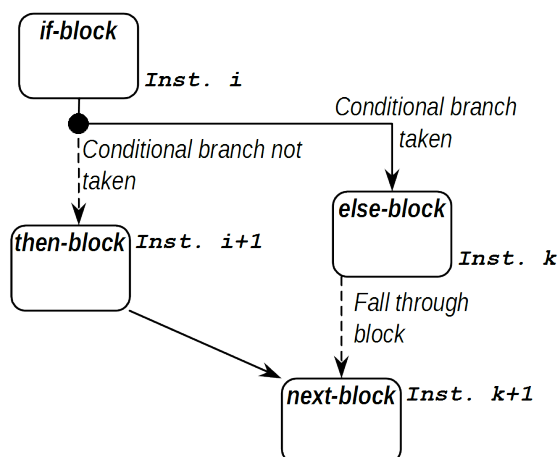 if-block
Inst. i
Conditional branch
taken
Conditional branch not
taken
else-block
then-block
Inst. i+1
Inst. k
Fall through
block
next-block
Inst. k+1